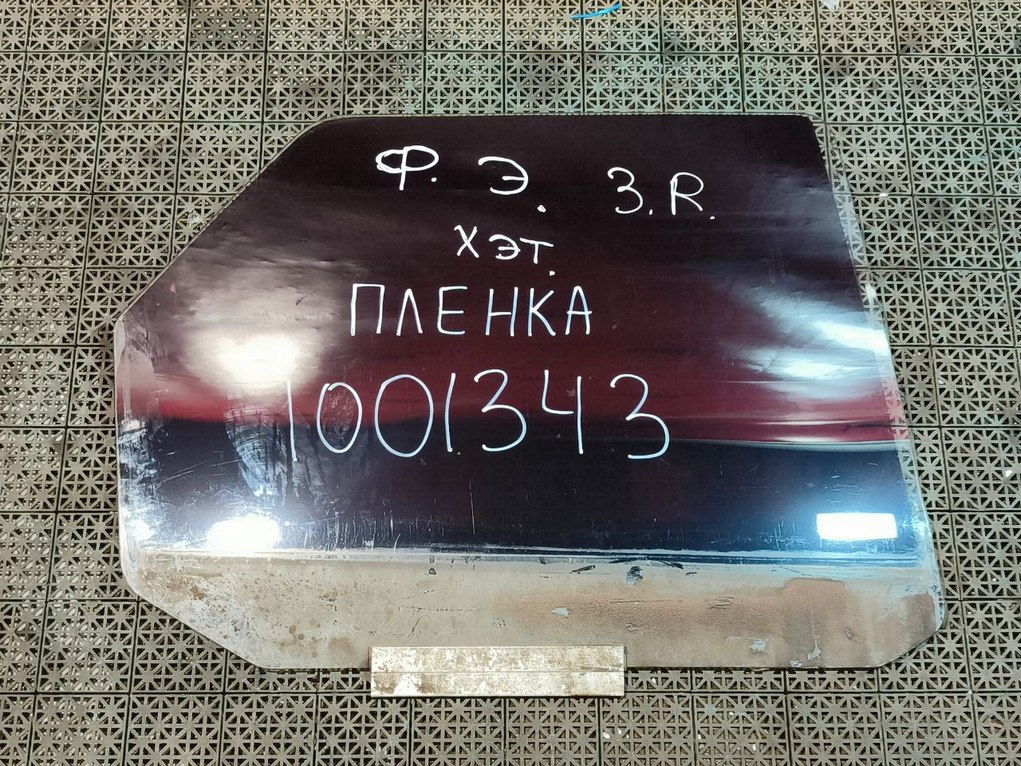 Ф. Э. З.R.
ХЭТ.
ПЛЕНКА
1001343